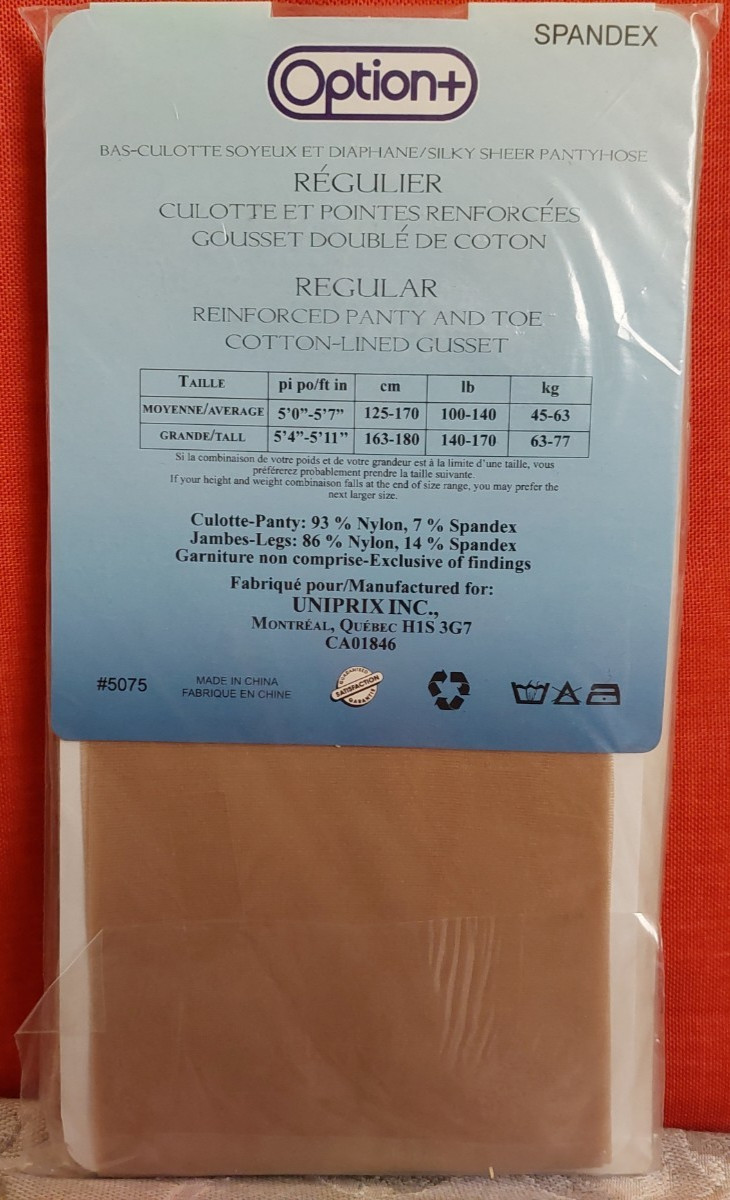 SPANDEX
Option+
BAS-CULOTTE SOYEUX ET DIAPHANE/SILKY SHEER PANTYHOSE
RÉGULIER
CULOTTE ET POINTES RENFORCÉES
GOUSSET DOUBLÉ DE COTON
REGULAR
REINFORCED PANTY AND TOE
COTTON-LINED GUSSET
TAILLE pi po/ft in cm lb kg
MOYENNE/AVERAGE 5'0"-5'7" 125-170 100-140 45-63
GRANDE/TALL 5'4"-5'11" 163-180 140-170 63-77
Si la combinaison de votre poids et de votre grandeur est à la limite d'une taille, vous
préférerez probablement prendre la taille suivante.
If your height and weight combinaison falls at the end of size range, you may prefer the
next larger size.
Culotte-Panty: 93 % Nylon, 7 % Spandex
Jambes-Legs: 86 % Nylon, 14 % Spandex
Garniture non comprise-Exclusive of findings
Fabriqué pour/Manufactured for:
UNIPRIX INC.,
MONTRÉAL, QUÉBEC H1S 3G7
CA01846
#5075
MADE IN CHINA
FABRIQUE EN CHINE
GUARANTEED
SATISFACTION
GARANTIE